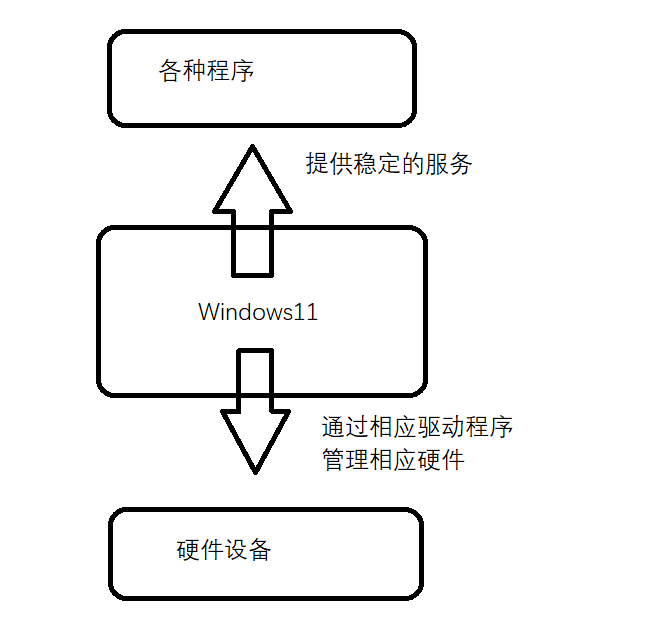 各种程序
提供稳定的服务
Windows11
通过相应驱动程序
管理相应硬件
硬件设备